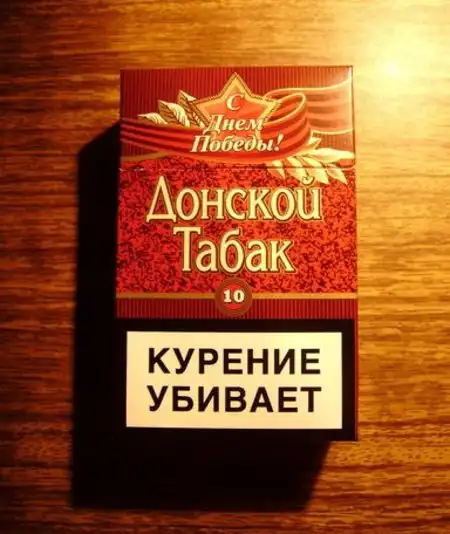 С
Днем
Победы!
Донской
Табак
10
КУРЕНИЕ
УБИВАЕТ